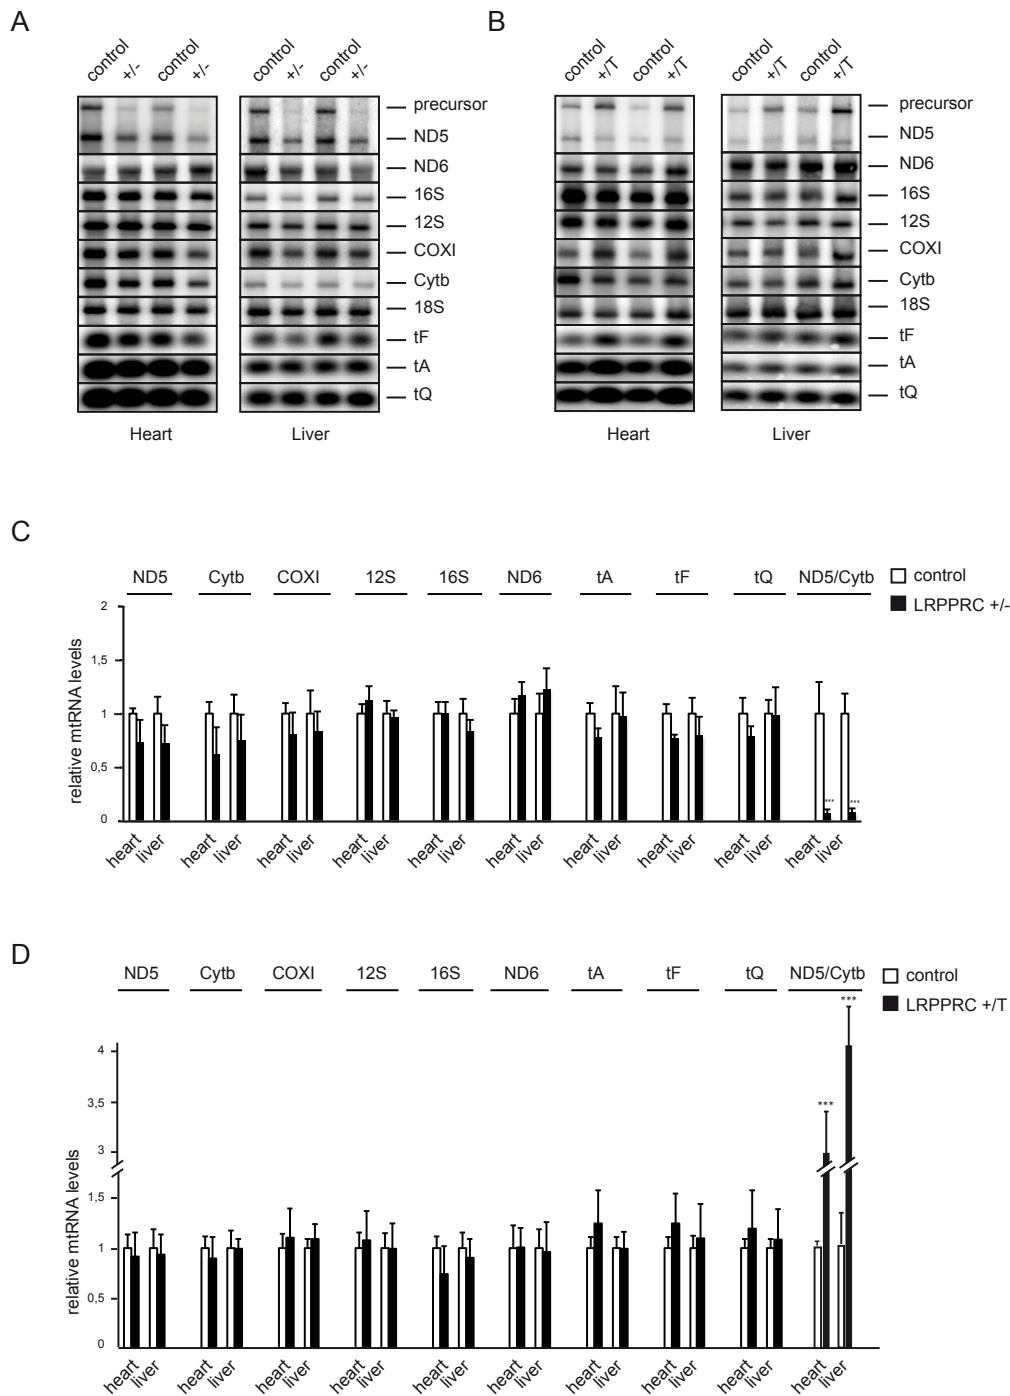 A
B
control
+/-
control
+/-
control
+/-
control
+/-
control
+/T
control
+/T
control
+/T
control
+/T
precursor
ND5
ND6
16S
12S
COXI
Cytb
18S
tF
tA
tQ
precursor
ND5
ND6
16S
12S
COXI
Cytb
18S
tF
tA
tQ
Heart
Liver
Heart
Liver
C
ND5 Cytb COXI 12S 16S ND6 tA tF tQ ND5/Cytb
control
LRPPRC +/-
relative mtRNA levels
2
1,5
1
0,5
0
*** ***
heart liver heart liver heart liver heart liver heart liver heart liver heart liver heart liver heart liver heart liver
D
ND5 Cytb COXI 12S 16S ND6 tA tF tQ ND5/Cytb
control
LRPPRC +/T
relative mtRNA levels
4
3,5
3
1,5
1
0,5
0
***
***
heart liver heart liver heart liver heart liver heart liver heart liver heart liver heart liver heart liver heart liver